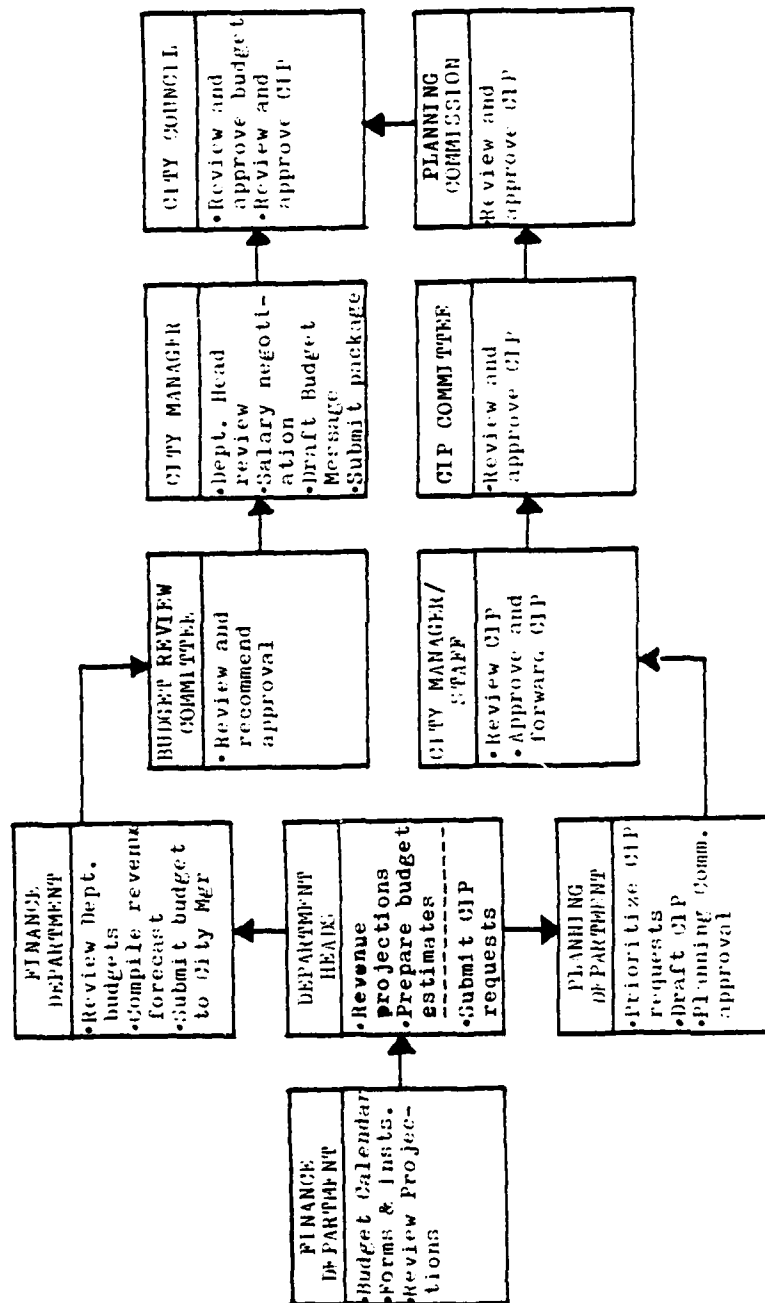 FINANCE
DEPARTMENT
•Budget Calendar
•Forms & Insts.
•Review Projec-
tions
FINANCE
DEPARTMENT
•Review Dept.
budgets
•Compile revenue
forecast
•Submit budget
to City Mgr
DEPARTMENT
HEADS
•Revenue
projections
•Prepare budget
estimates
------------
•Submit CIP
requests
PLANNING
DEPARTMENT
•Prioritize CIP
requests
•Draft CIP
•Planning Comm.
approval
BUDGET REVIEW
COMMITTEE
•Review and
recommend
approval
CITY MANAGER/
STAFF
•Review CIP
•Approve and
forward CIP
CITY MANAGER
•Dept. Head
review
•Salary negoti-
ation
•Draft Budget
Message
•Submit package
CIP COMMITTEE
•Review and
approve CIP
CITY COUNCIL
•Review and
approve budget
•Review and
approve CIP
PLANNING
COMMISSION
•Review and
approve CIP